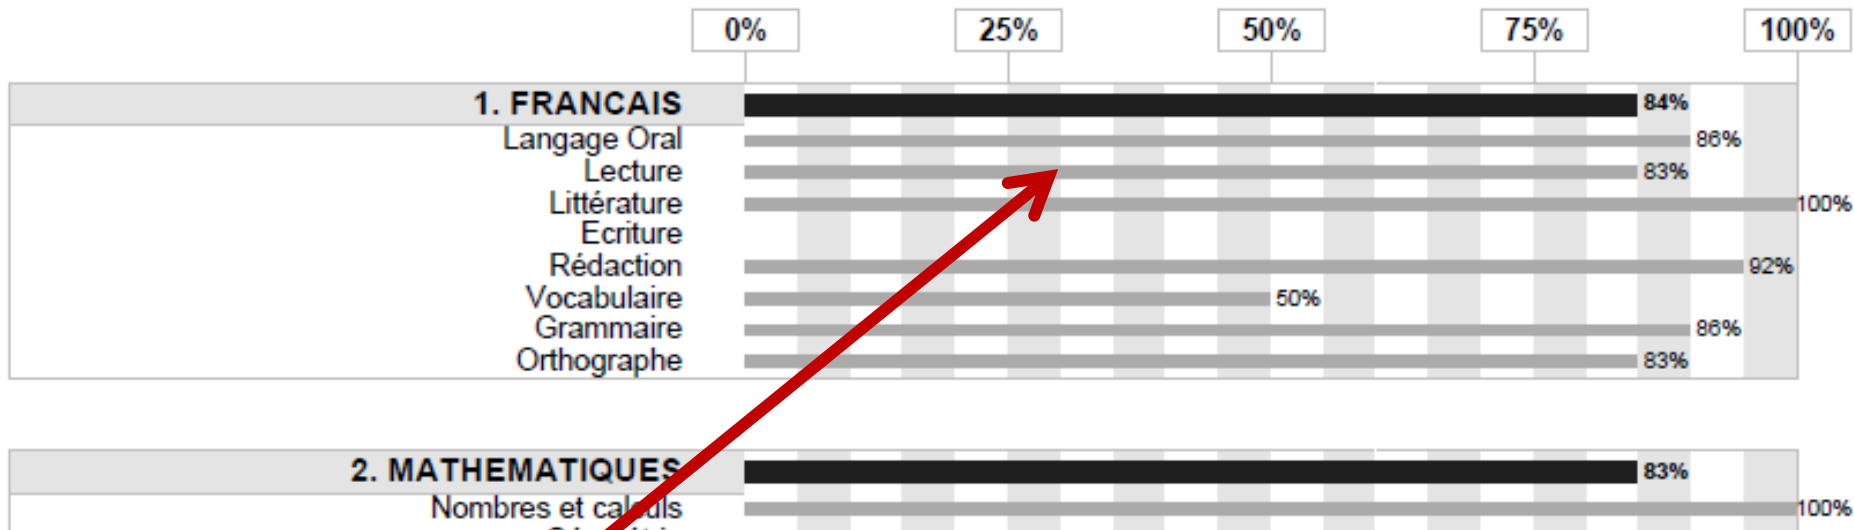 0% 25% 50% 75% 100%
1. FRANCAIS 84%
Langage Oral 86%
Lecture 83%
Littérature 100%
Ecriture
Rédaction 92%
Vocabulaire 50%
Grammaire 86%
Orthographe 83%
2. MATHEMATIQUES 83%
Nombres et calculs 100%